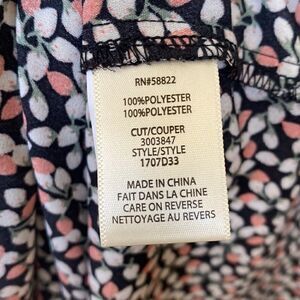 RN#58822
100%POLYESTER
100%POLYESTER
CUT/COUPER
3003847
STYLE/STYLE
1707D33
MADE IN CHINA
FAIT DANS LA CHINE
CARE ON REVERSE
NETTOYAGE AU REVERS